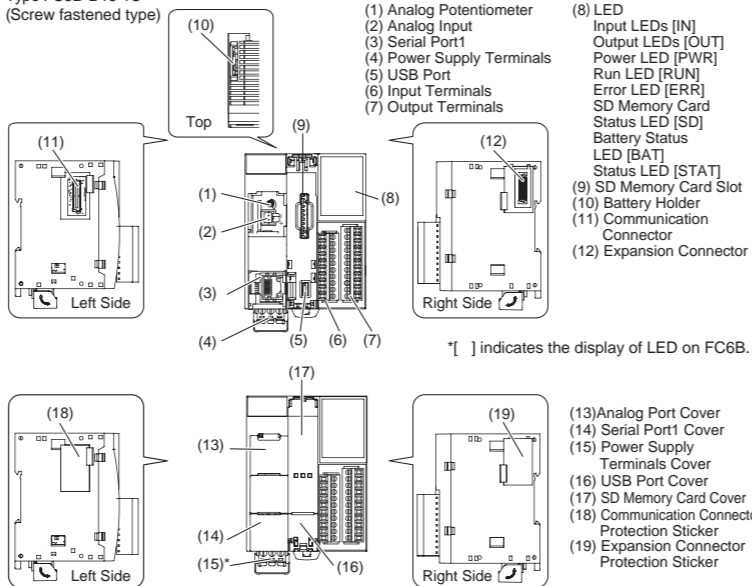 (Screw fastened type)
(10)
Top
(1) Analog Potentiometer
(2) Analog Input
(3) Serial Port1
(4) Power Supply Terminals
(5) USB Port
(6) Input Terminals
(7) Output Terminals
(8) LED
Input LEDs [IN]
Output LEDs [OUT]
Power LED [PWR]
Run LED [RUN]
Error LED [ERR]
SD Memory Card
Status LED [SD]
Battery Status
LED [BAT]
Status LED [STAT]
(9) SD Memory Card Slot
(10) Battery Holder
(11) Communication
Connector
(12) Expansion Connector
(11)
Left Side
(9)
(1)
(2)
(8)
(3)
(4)
(5)
(6)
(7)
(12)
Right Side
*[ ] indicates the display of LED on FC6B.
(18)
Left Side
(17)
(13)
(14)
(15)*
(16)
(19)
Right Side
(13)Analog Port Cover
(14) Serial Port1 Cover
(15) Power Supply
Terminals Cover
(16) USB Port Cover
(17) SD Memory Card Cover
(18) Communication Connecto
Protection Sticker
(19) Expansion Connector
Protection Sticker